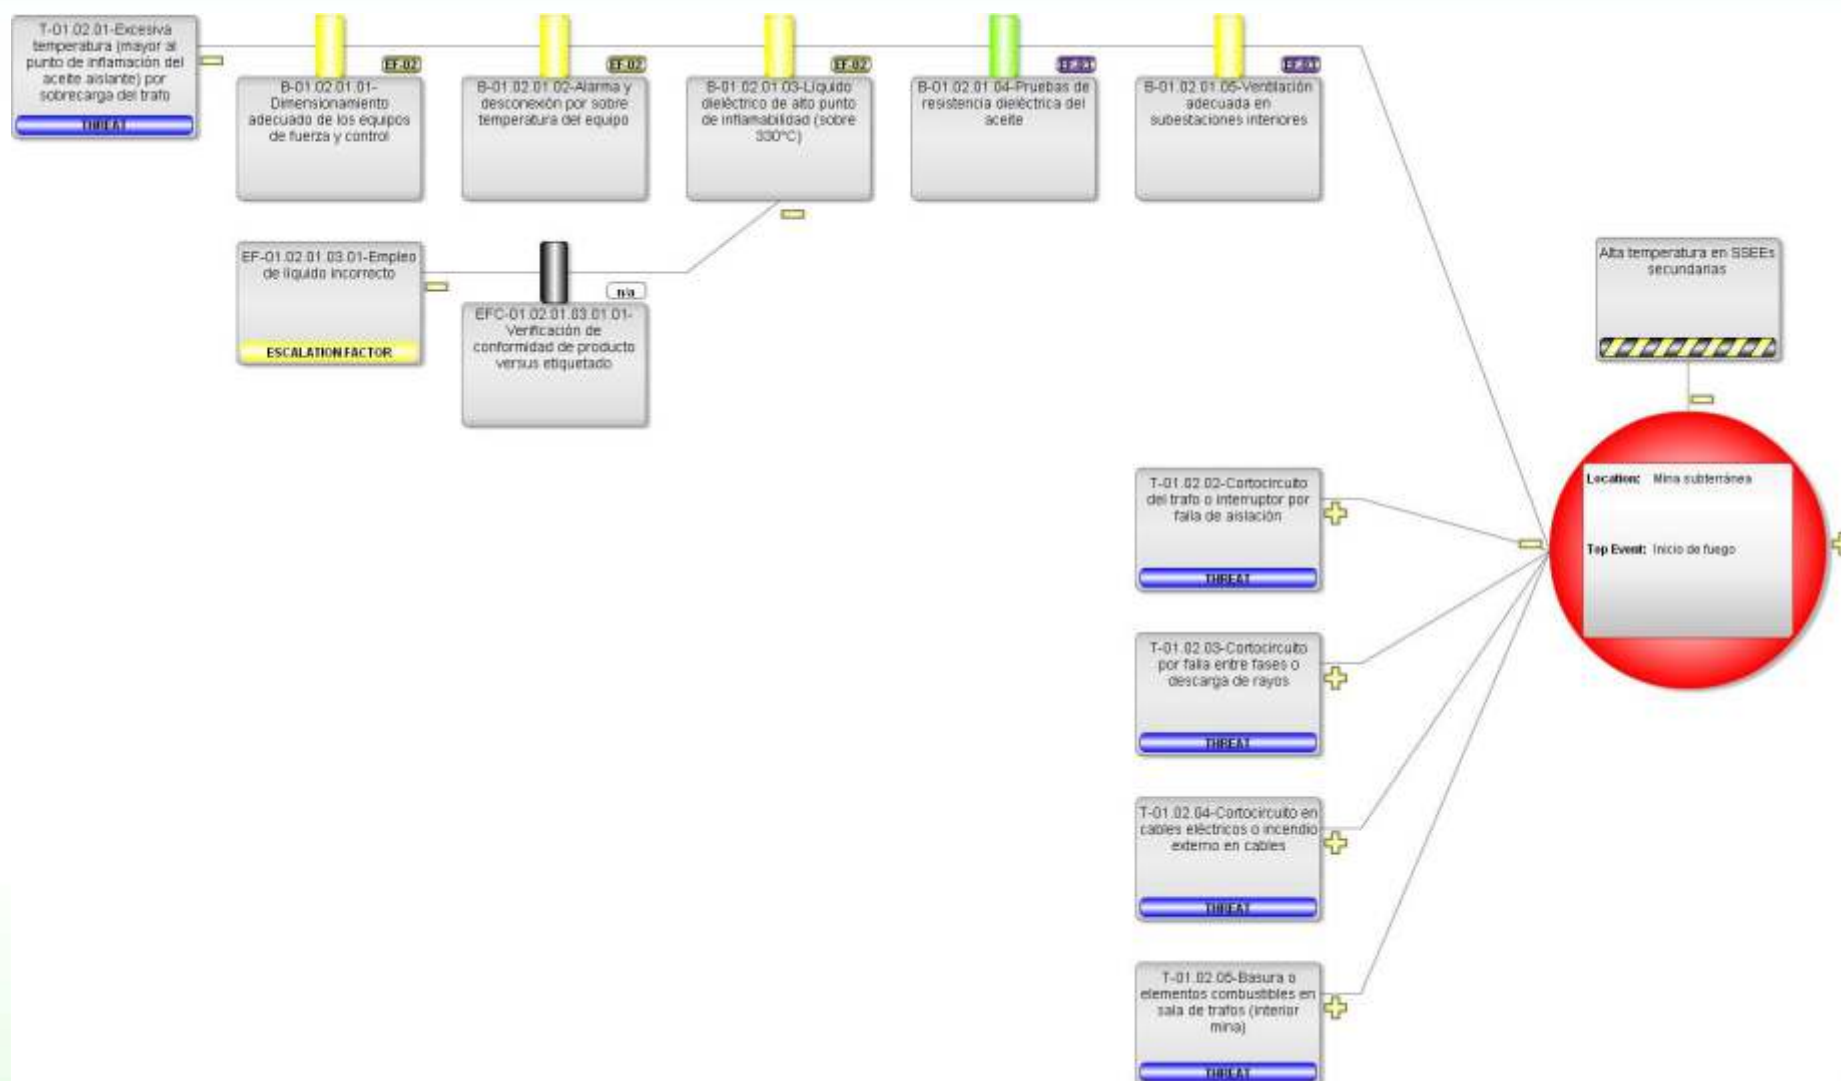 T-01.02.01-Excesiva
temperatura (mayor al
punto de inflamación del
aceite aislante) por
sobrecarga del trafo
THREAT
EF-02
B-01.02.01.01-
Dimensionamiento
adecuado de los equipos
de fuerza y control
EF-02
B-01.02.01.02-Alarma y
desconexión por sobre
temperatura del equipo
EF-02
B-01.02.01.03-Líquido
dieléctrico de alto punto
de inflamabilidad (sobre
330°C)
B-01.02.01.04-Pruebas de
resistencia dieléctrica del
aceite
B-01.02.01.05-Ventilación
adecuada en
subestaciones interiores
EF-01.02.01.03.01-Empleo
de líquido incorrecto
ESCALATION FACTOR
n/a
EFC-01.02.01.03.01.01-
Verificación de
conformidad de producto
versus etiquetado
Alta temperatura en SSEEs
secundarias
Location: Mina subterránea
Top Event: Inicio de fuego
T-01.02.02-Cortocircuito
del trafo o interruptor por
falla de aislación
THREAT
T-01.02.03-Cortocircuito
por falla entre fases o
descarga de rayos
THREAT
T-01.02.04-Cortocircuito en
cables eléctricos o incendio
externo en cables
THREAT
T-01.02.05-Basura o
elementos combustibles en
sala de trafos (interior
mina)
THREAT